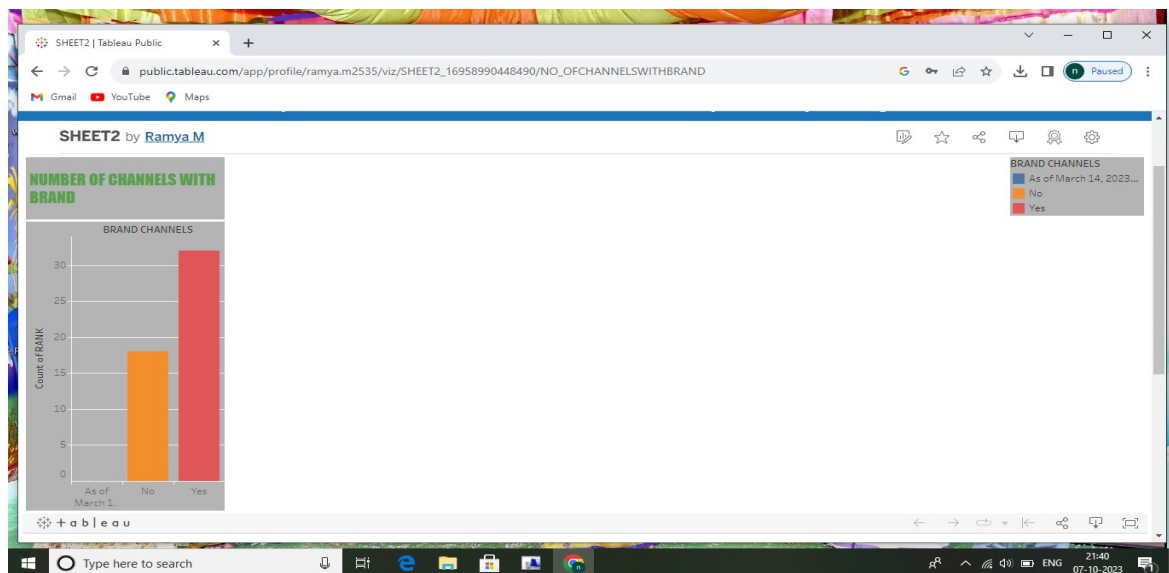 SHEET2 | Tableau Public
public.tableau.com/app/profile/ramya.m2535/viz/SHEET2_16958990448490/NO_OFCHANNELSWITHBRAND
G
n Paused
Gmail YouTube Maps
SHEET2 by Ramya M
NUMBER OF CHANNELS WITH
BRAND
BRAND CHANNELS
30
25
20
15
10
5
0
Count of RANK
As of
March 1..
No
Yes
BRAND CHANNELS
As of March 14, 2023...
No
Yes
+ a b | e a u
Type here to search
ENG
21:40
07-10-2023